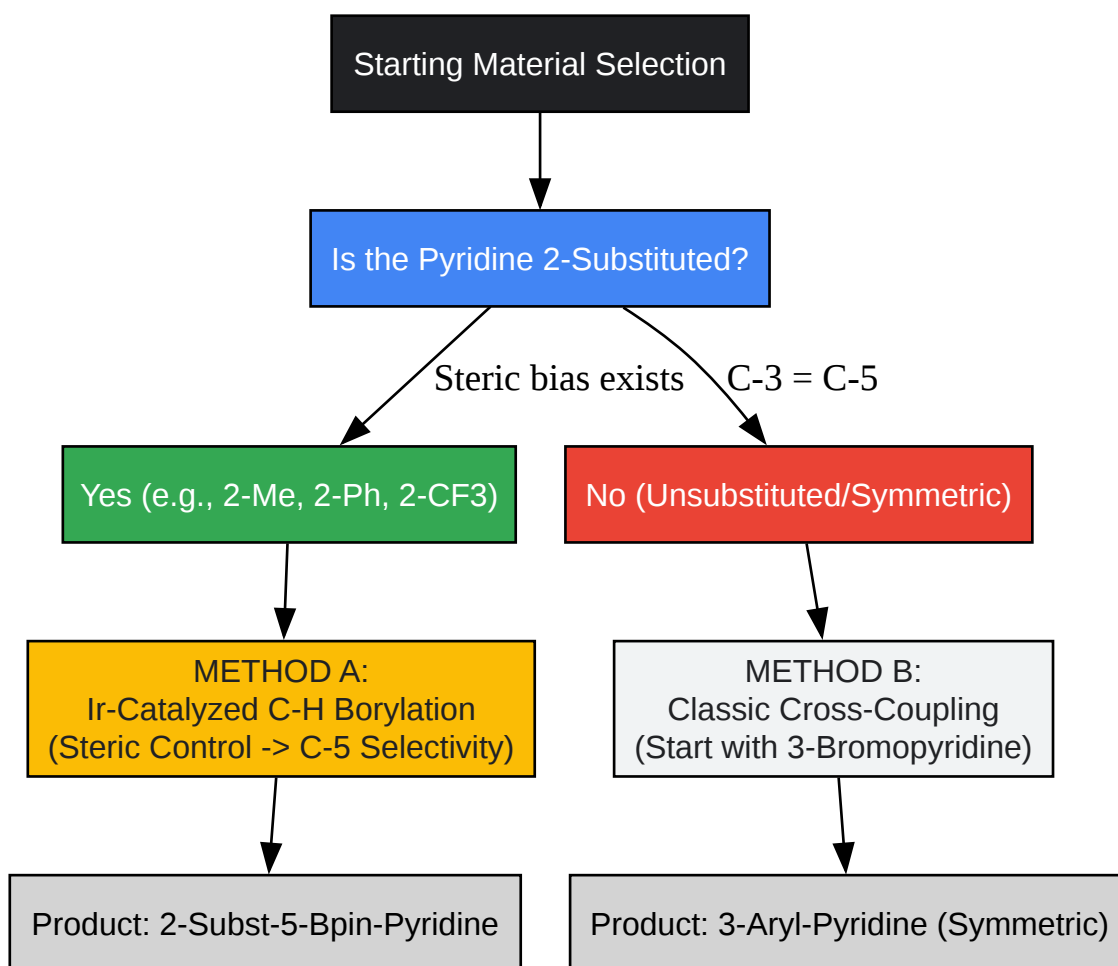 Starting Material Selection
Is the Pyridine 2-Substituted?
Steric bias exists
C-3 = C-5
Yes (e.g., 2-Me, 2-Ph, 2-CF3)
No (Unsubstituted/Symmetric)
METHOD A:
Ir-Catalyzed C-H Borylation
(Steric Control -> C-5 Selectivity)
METHOD B:
Classic Cross-Coupling
(Start with 3-Bromopyridine)
Product: 2-Subst-5-Bpin-Pyridine
Product: 3-Aryl-Pyridine (Symmetric)